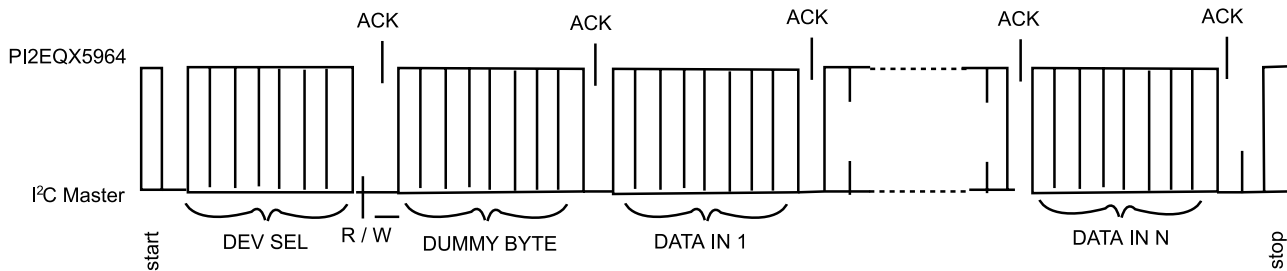 ACK ACK ACK ACK ACK
PI2EQX5964
I²C Master
start DEV SEL R / W DUMMY BYTE DATA IN 1 DATA IN N stop